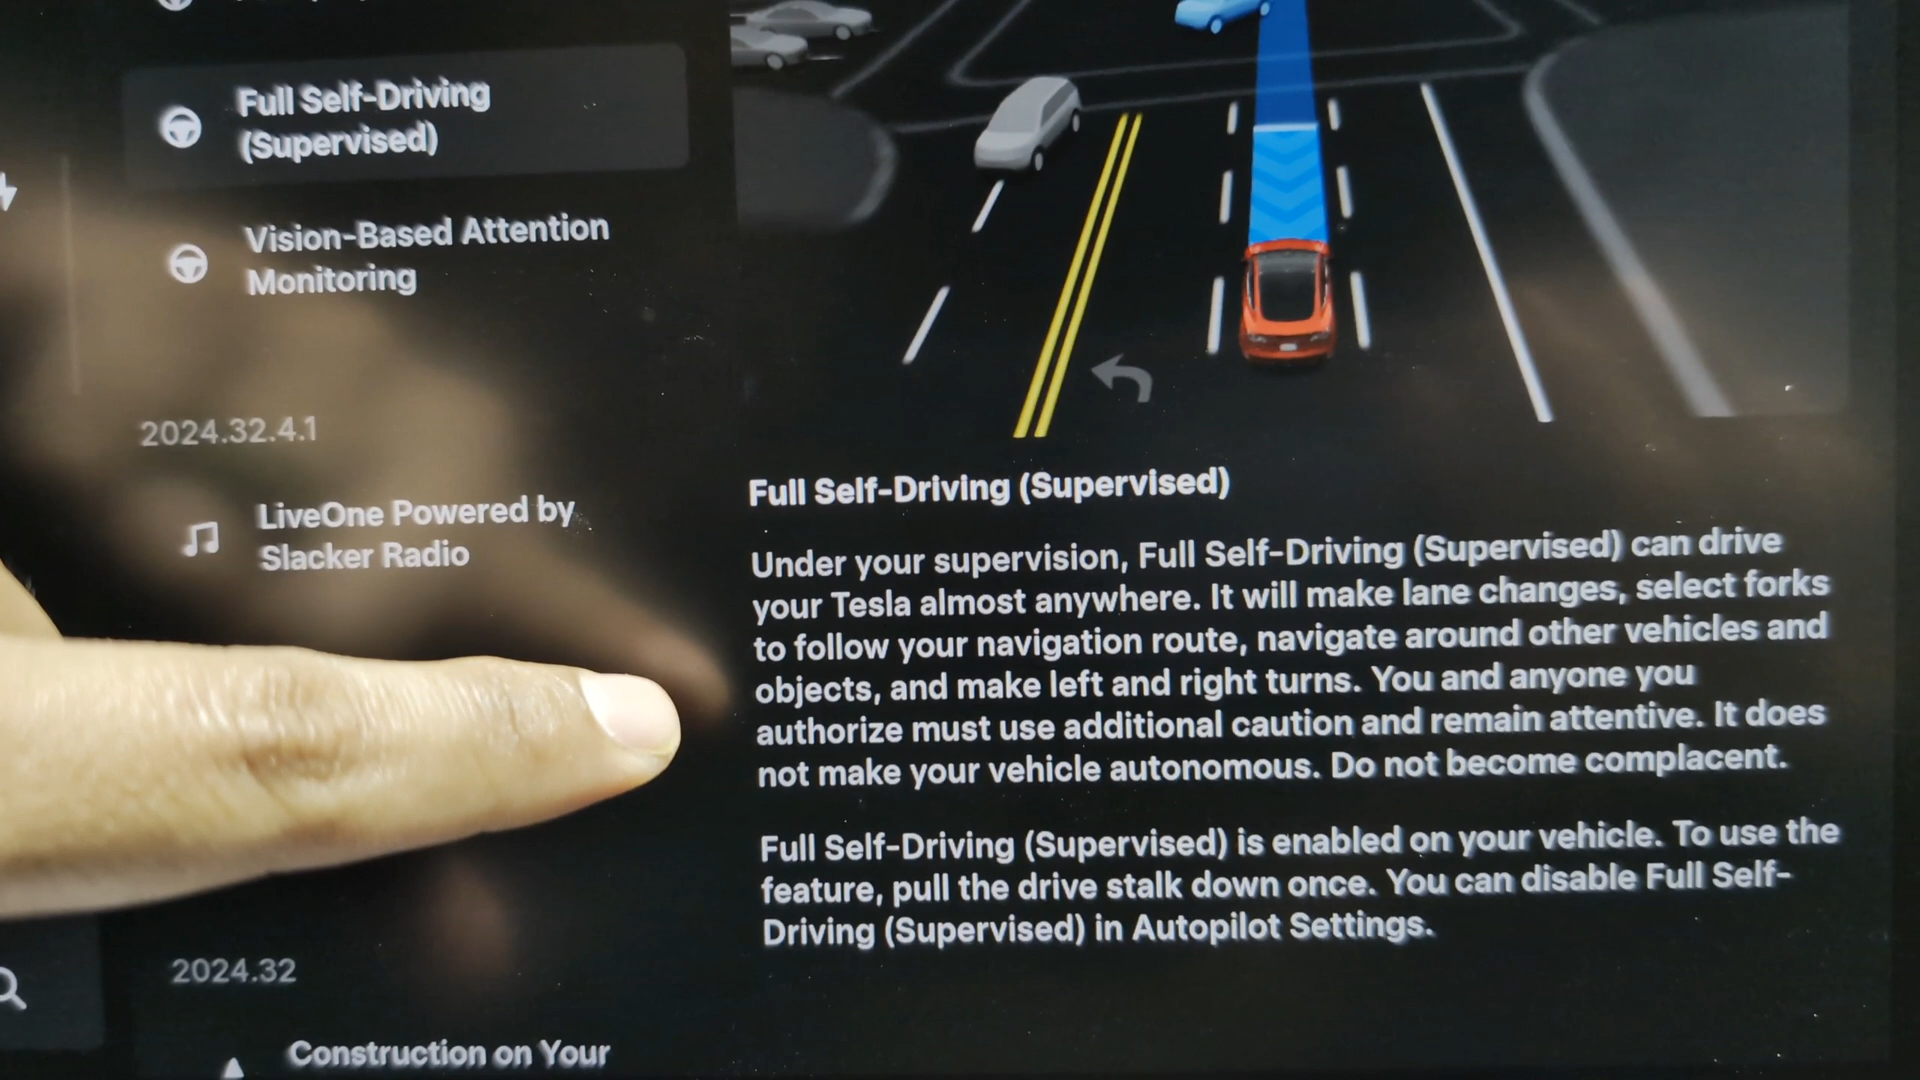 Full Self-Driving
(Supervised)
Vision-Based Attention
Monitoring
2024.32.4.1
LiveOne Powered by
Slacker Radio
2024.32
Construction on Your
Full Self-Driving (Supervised)
Under your supervision, Full Self-Driving (Supervised) can drive
your Tesla almost anywhere. It will make lane changes, select forks
to follow your navigation route, navigate around other vehicles and
objects, and make left and right turns. You and anyone you
authorize must use additional caution and remain attentive. It does
not make your vehicle autonomous. Do not become complacent.
Full Self-Driving (Supervised) is enabled on your vehicle. To use the
feature, pull the drive stalk down once. You can disable Full Self-
Driving (Supervised) in Autopilot Settings.